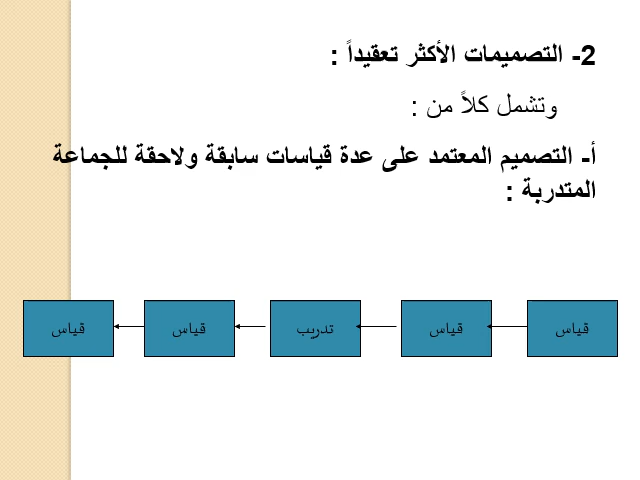 2- التصميمات الأكثر تعقيداً :
وتشمل كلاً من :
أ- التصميم المعتمد على عدة قياسات سابقة ولاحقة للجماعة
المتدربة :
قياس
قياس
تدريب
قياس
قياس